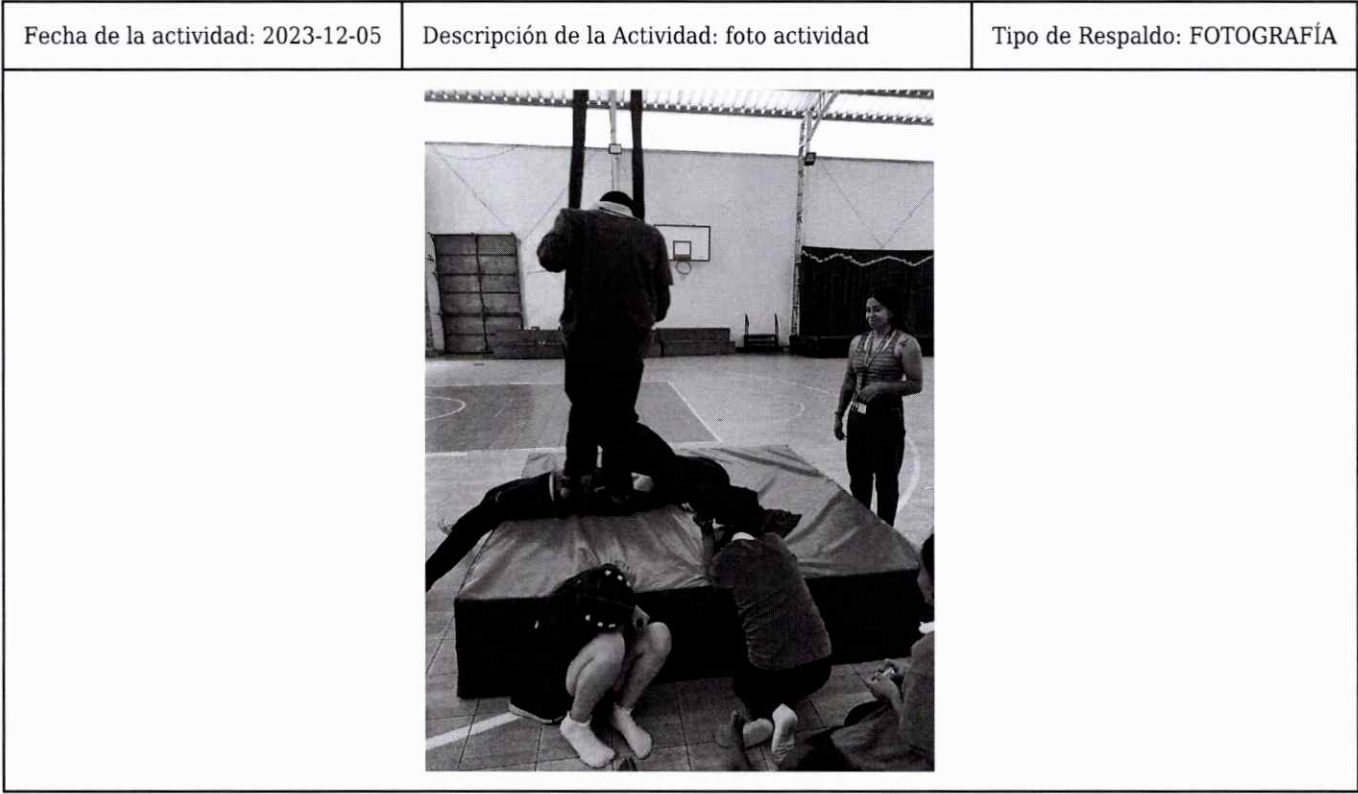 Fecha de la actividad: 2023-12-05
Descripción de la Actividad: foto actividad
Tipo de Respaldo: FOTOGRAFÍA